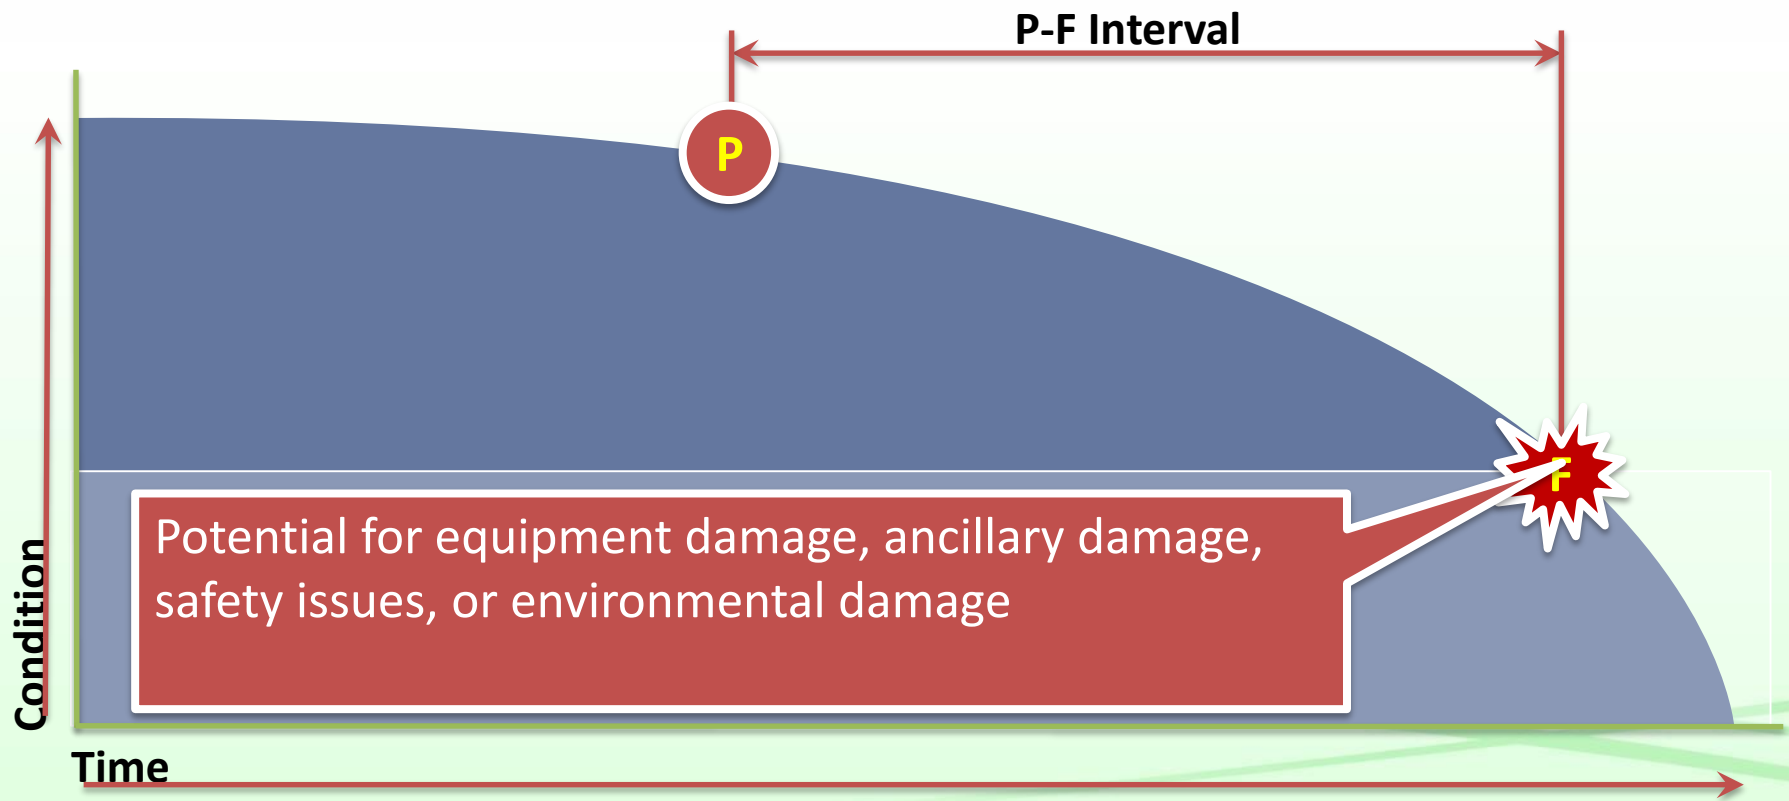 P-F Interval
P
F
Potential for equipment damage, ancillary damage,
safety issues, or environmental damage
Condition
Time